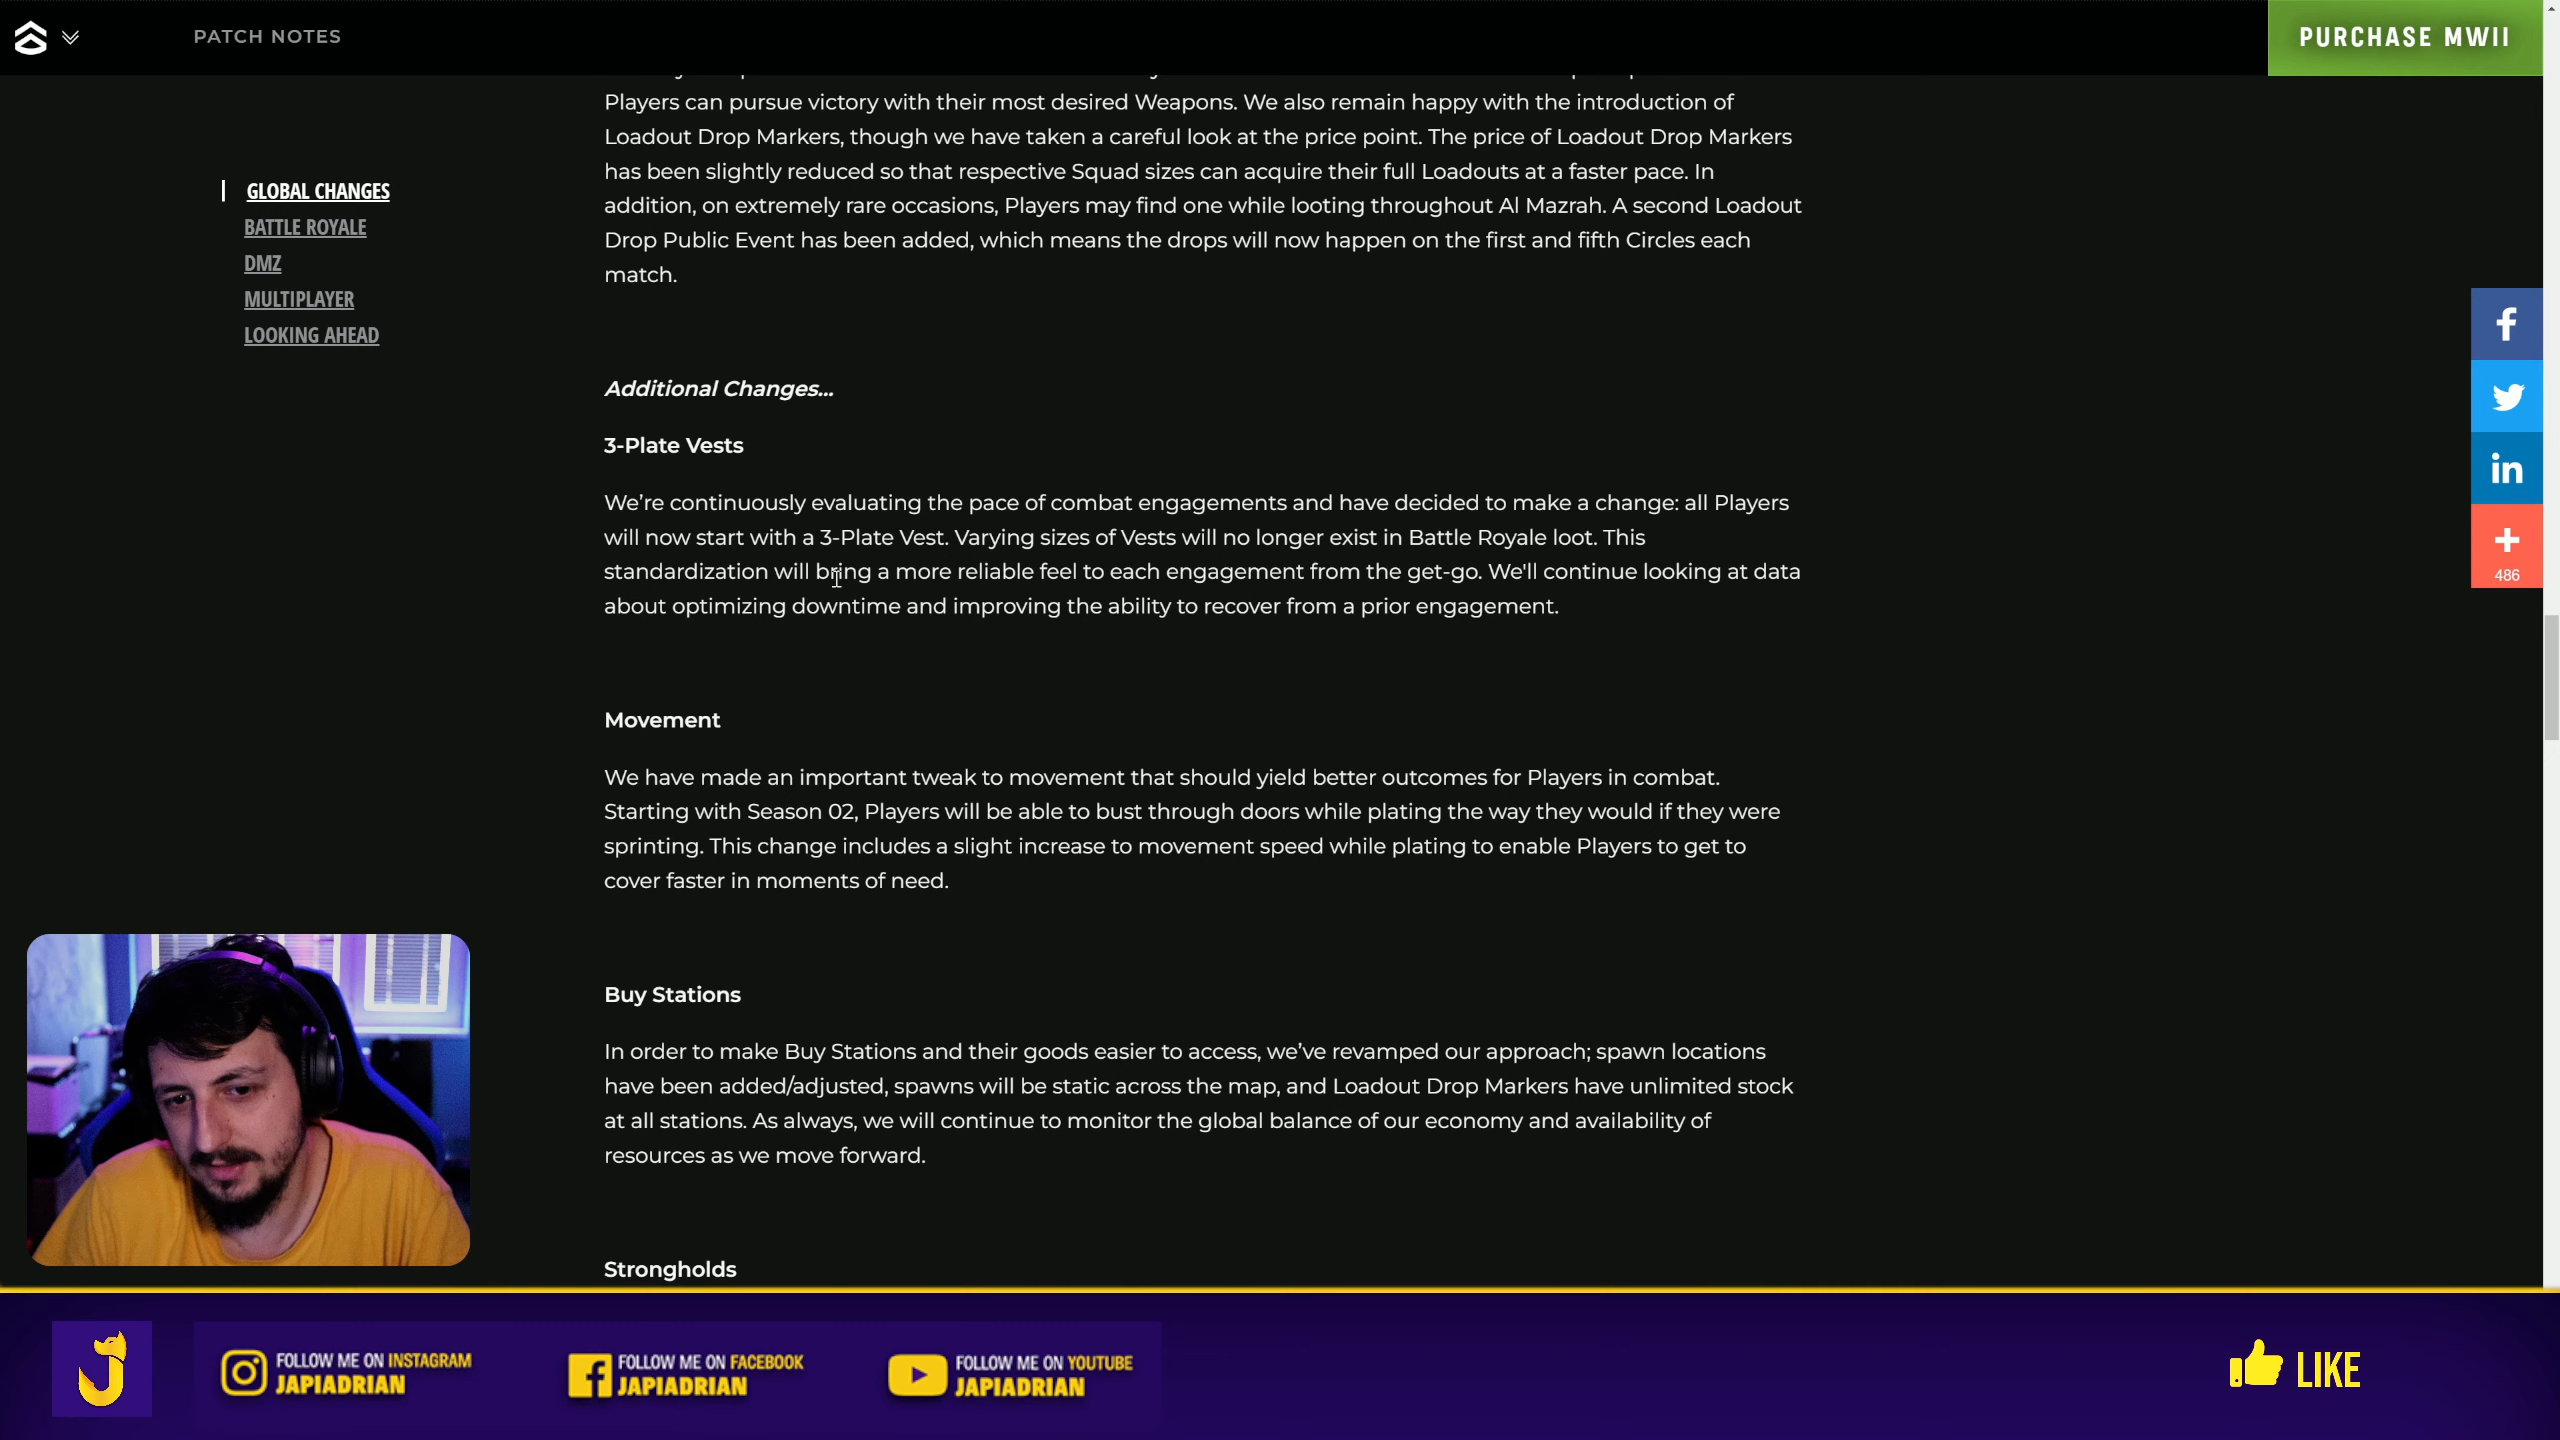 PATCH NOTES
PURCHASE MWII
GLOBAL CHANGES
BATTLE ROYALE
DMZ
MULTIPLAYER
LOOKING AHEAD
Players can pursue victory with their most desired Weapons. We also remain happy with the introduction of
Loadout Drop Markers, though we have taken a careful look at the price point. The price of Loadout Drop Markers
has been slightly reduced so that respective Squad sizes can acquire their full Loadouts at a faster pace. In
addition, on extremely rare occasions, Players may find one while looting throughout Al Mazrah. A second Loadout
Drop Public Event has been added, which means the drops will now happen on the first and fifth Circles each
match.
Additional Changes...
3-Plate Vests
We’re continuously evaluating the pace of combat engagements and have decided to make a change: all Players
will now start with a 3-Plate Vest. Varying sizes of Vests will no longer exist in Battle Royale loot. This
standardization will bring a more reliable feel to each engagement from the get-go. We'll continue looking at data
about optimizing downtime and improving the ability to recover from a prior engagement.
Movement
We have made an important tweak to movement that should yield better outcomes for Players in combat.
Starting with Season 02, Players will be able to bust through doors while plating the way they would if they were
sprinting. This change includes a slight increase to movement speed while plating to enable Players to get to
cover faster in moments of need.
Buy Stations
In order to make Buy Stations and their goods easier to access, we’ve revamped our approach; spawn locations
have been added/adjusted, spawns will be static across the map, and Loadout Drop Markers have unlimited stock
at all stations. As always, we will continue to monitor the global balance of our economy and availability of
resources as we move forward.
Strongholds
486
FOLLOW ME ON INSTAGRAM
JAPIADRIAN
FOLLOW ME ON FACEBOOK
JAPIADRIAN
FOLLOW ME ON YOUTUBE
JAPIADRIAN
LIKE